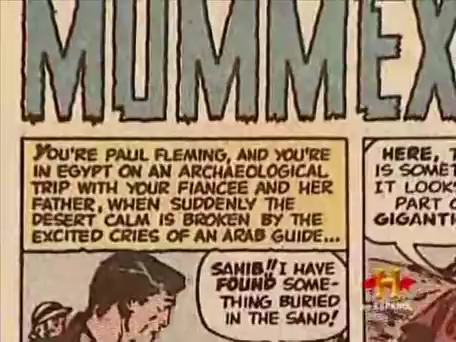 MUMMEX
YOU'RE PAUL FLEMING, AND YOU'RE
IN EGYPT ON AN ARCHAEOLOGICAL
TRIP WITH YOUR FIANCEE AND HER
FATHER, WHEN SUDDENLY THE
DESERT CALM IS BROKEN BY THE
EXCITED CRIES OF AN ARAB GUIDE...
SAHIB!! I HAVE
FOUND SOME-
THING BURIED
IN THE SAND!
HERE,
IS SOMET
IT LOOK
PART
GIGANTI
H
ESPAÑOL